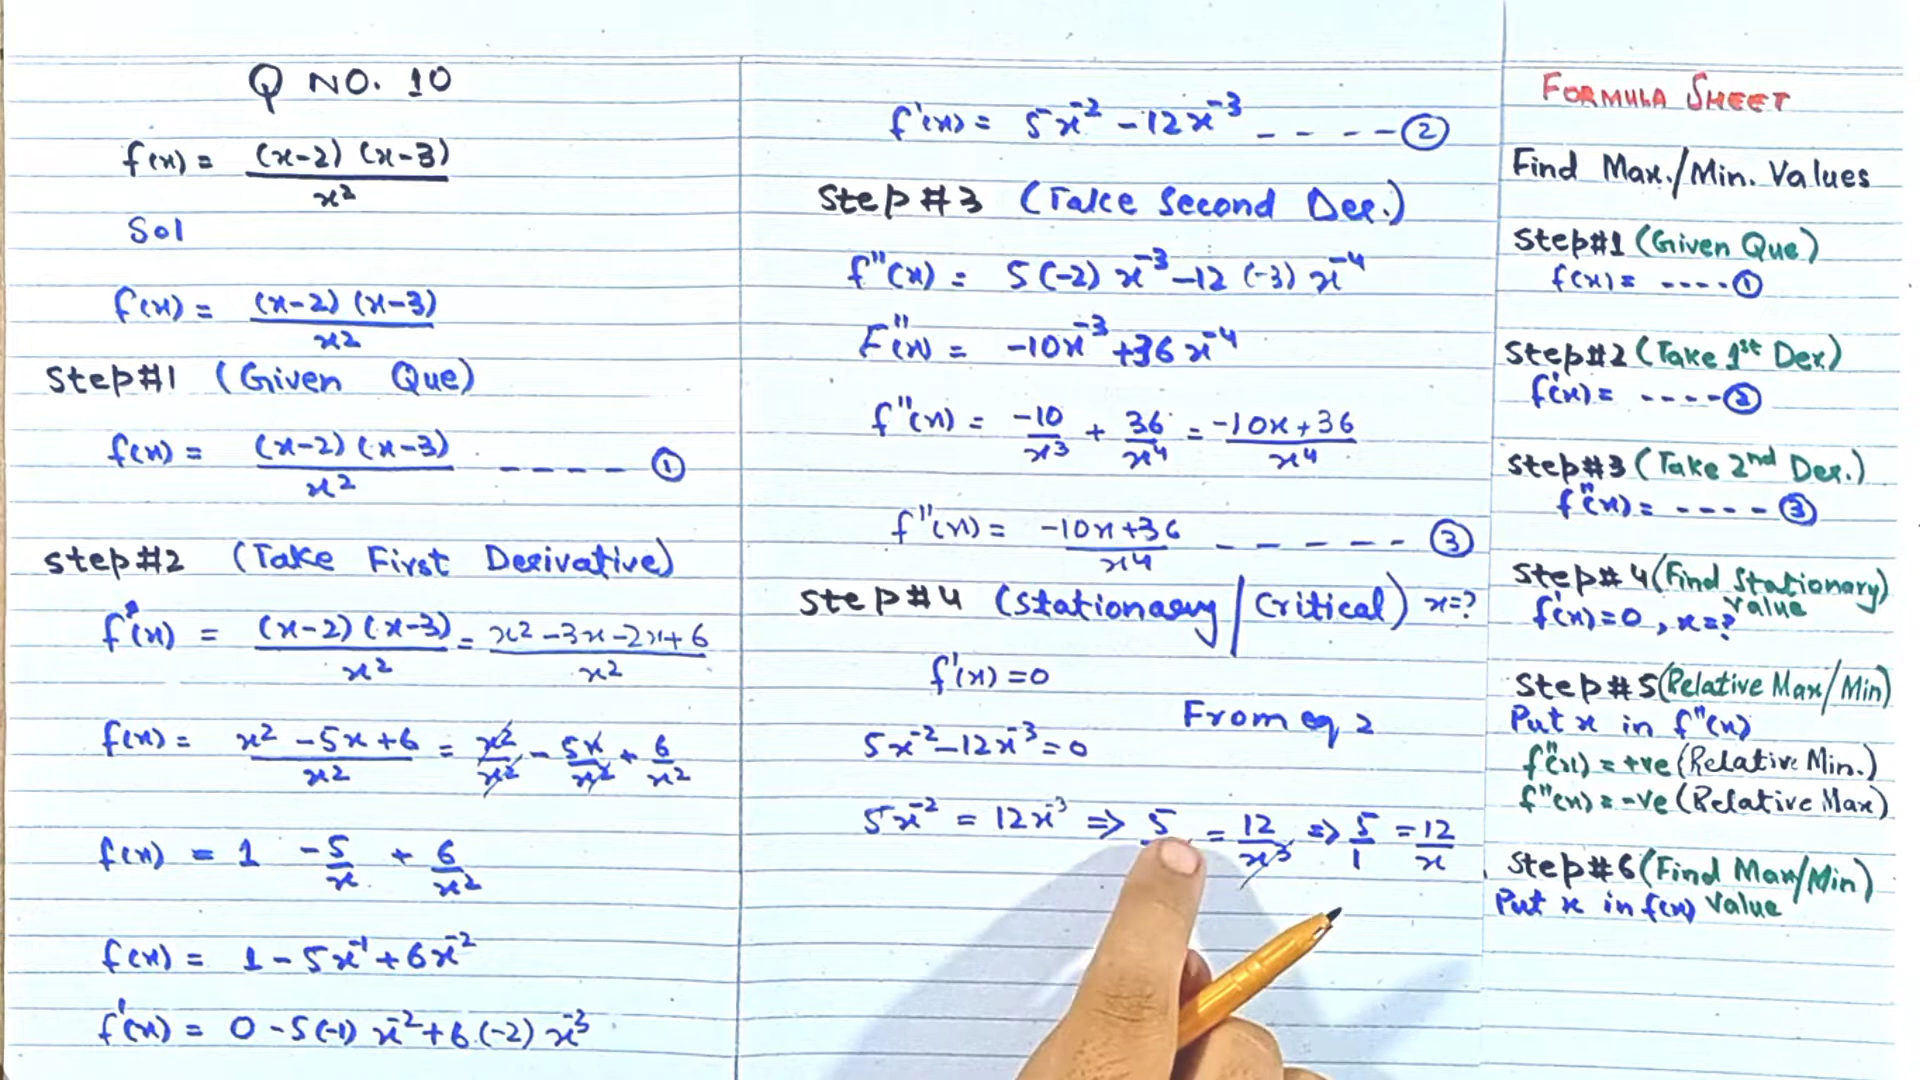 Q NO. 10
f(x) = (x-2) (x-3) / x²
Sol
f(x) = (x-2) (x-3) / x²
Step#1 (Given Que)
f(x) = (x-2) (x-3) / x² ---- ①
Step#2 (Take First Derivative)
f'(x) = (x-2) (x-3) / x² = x² -3x -2x + 6 / x²
f(x) = x² -5x +6 / x² = x²/x² - 5x/x² + 6/x²
f(x) = 1 - 5/x + 6/x²
f(x) = 1 - 5x⁻¹ + 6x⁻²
f'(x) = 0 - 5(-1) x⁻² + 6(-2) x⁻³
f'(x) = 5x⁻² - 12x⁻³ ---- ②
Step#3 (Take Second Der.)
f''(x) = 5(-2) x⁻³ - 12 (-3) x⁻⁴
F''(x) = -10x⁻³ + 36 x⁻⁴
f''(x) = -10/x³ + 36/x⁴ = -10x + 36 / x⁴
f''(x) = -10x + 36 / x⁴ ----- ③
Step#4 (Stationary/Critical) x=?
f'(x) = 0
From eq 2
5x⁻² - 12x⁻³ = 0
5x⁻² = 12x⁻³ => 5 = 12/x³ => 5/1 = 12/x
FORMULA SHEET
Find Max./Min. Values
Step#1 (Given Que)
f(x) = ---- ①
Step#2 (Take 1st Der.)
f'(x) = ---- ②
Step#3 (Take 2nd Der.)
f''(x) = ---- ③
Step#4 (Find Stationary)
Value
f'(x) = 0 , x=?
Step#5 (Relative Max/Min)
Put x in f''(x)
f''(x) = +ve (Relative Min.)
f''(x) = -ve (Relative Max)
Step#6 (Find Max/Min)
Put x in f(x) Value